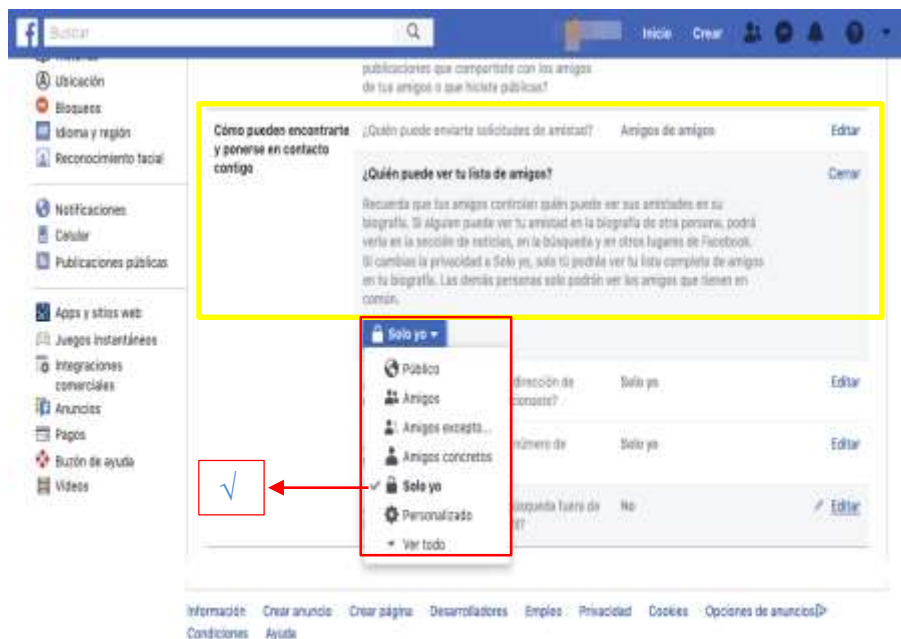 f
Buscar
Inicio Crear
Ubicación
Bloqueos
Idioma y región
Reconocimiento facial
Notificaciones
Celular
Publicaciones públicas
Apps y sitios web
Juegos instantáneos
Integraciones
comerciales
Anuncios
Pagos
Buzón de ayuda
Videos
publicaciones que compartiste con los amigos
de tus amigos o que hiciste públicas?
Cómo pueden encontrarte
y ponerse en contacto
contigo
¿Quién puede enviarte solicitudes de amistad? Amigos de amigos Editar
¿Quién puede ver tu lista de amigos? Cerrar
Recuerda que tus amigos controlan quién puede ver sus amistades en su
biografía. Si alguien puede ver tu amistad en la biografía de otra persona, podrá
verla en la sección de noticias, en la búsqueda y en otros lugares de Facebook.
Si cambias la privacidad a Solo yo, solo tú podrás ver tu lista completa de amigos
en tu biografía. Las demás personas solo podrán ver los amigos que tienen en
común.
Solo yo
Público
Amigos
Amigos excepto...
Amigos concretos
Solo yo
Personalizado
Ver todo
dirección de Solo yo Editar
número de Solo yo Editar
búsqueda fuera de No Editar
√
Información Crear anuncio Crear página Desarrolladores Empleo Privacidad Cookies Opciones de anuncios
Condiciones Ayuda